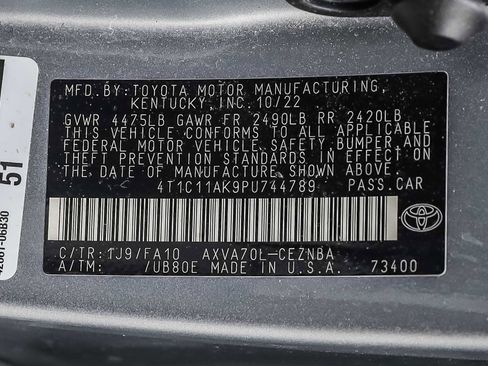 MFD. BY: TOYOTA MOTOR MANUFACTURING,
KENTUCKY, INC. 10/22
GVWR 4475LB GAWR FR 2490LB RR 2420LB
THIS VEHICLE CONFORMS TO ALL APPLICABLE
FEDERAL MOTOR VEHICLE SAFETY, BUMPER, AND
THEFT PREVENTION STANDARDS IN EFFECT ON
THE DATE OF MANUFACTURE SHOWN ABOVE.
4T1C11AK9PU744789 PASS.CAR
C/TR: 1J9/FA10 AXVA70L-CEZNBA
A/TM: /UB80E MADE IN U.S.A. 73400
TOYOTA
51